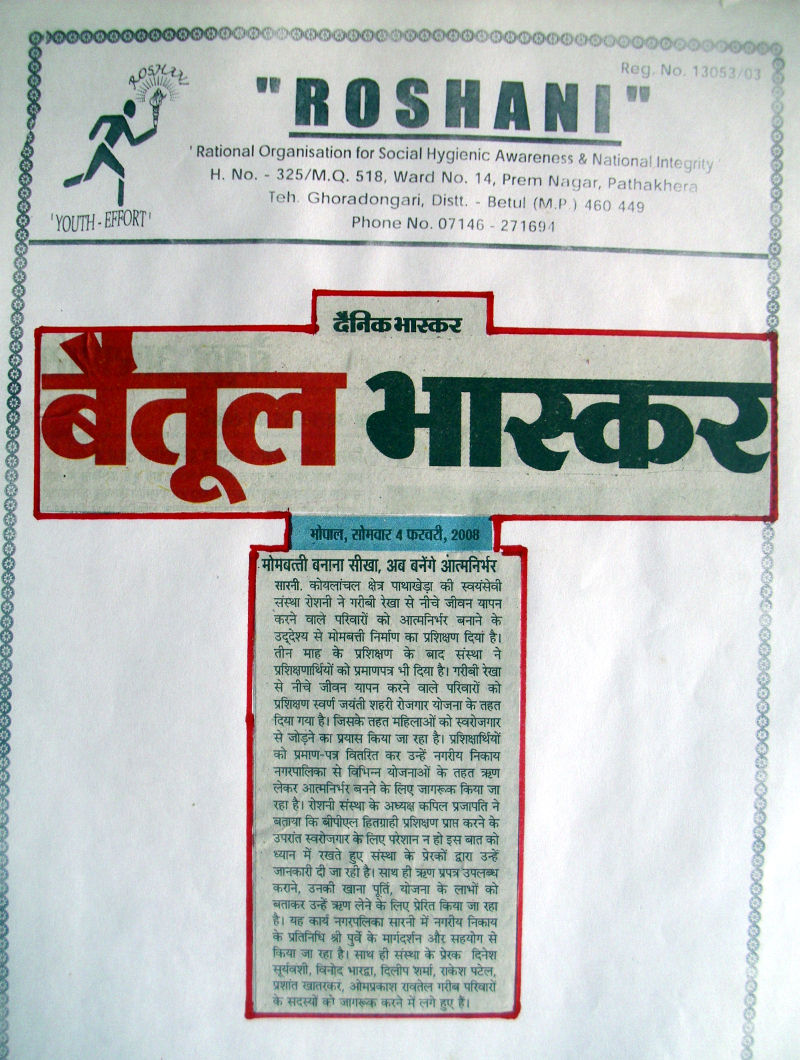 Reg. No. 13053/03
ROSHANI
"ROSHANI"
'Rational Organisation for Social Hygienic Awareness & National Integrity'
H. No. - 325/M.Q. 518, Ward No. 14, Prem Nagar, Pathakhera
Teh. Ghoradongari, Distt. - Betul (M.P.) 460 449
Phone No. 07146 - 271694
'YOUTH - EFFORT'
दैनिक भास्कर
बैतूल भास्कर
भोपाल, सोमवार 4 फरवरी, 2008
मोमबत्ती बनाना सीखा, अब बनेंगे आत्मनिर्भर
सारनी. कोयलांचल क्षेत्र पाथाखेड़ा की स्वयंसेवी
संस्था रोशनी ने गरीबी रेखा से नीचे जीवन यापन
करने वाले परिवारों को आत्मनिर्भर बनाने के
उद्देश्य से मोमबत्ती निर्माण का प्रशिक्षण दिया है।
तीन माह के प्रशिक्षण के बाद संस्था ने
प्रशिक्षणार्थियों को प्रमाणपत्र भी दिया है। गरीबी रेखा
से नीचे जीवन यापन करने वाले परिवारों को
प्रशिक्षण स्वर्ण जयंती शहरी रोजगार योजना के तहत
दिया गया है। जिसके तहत महिलाओं को स्वरोजगार
से जोड़ने का प्रयास किया जा रहा है। प्रशिक्षार्थियों
को प्रमाण-पत्र वितरित कर उन्हें नगरीय निकाय
नगरपालिका से विभिन्न योजनाओं के तहत ऋण
लेकर आत्मनिर्भर बनने के लिए जागरूक किया जा
रहा है। रोशनी संस्था के अध्यक्ष कपिल प्रजापति ने
बताया कि बीपीएल हितग्राही प्रशिक्षण प्राप्त करने के
उपरांत स्वरोजगार के लिए परेशान न हो इस बात को
ध्यान में रखते हुए संस्था के प्रेरकों द्वारा उन्हें
जानकारी दी जा रही है। साथ ही ऋण प्रपत्र उपलब्ध
कराने, उनकी खाना पूर्ति, योजना के लाभों को
बताकर उन्हें ऋण लेने के लिए प्रेरित किया जा रहा
है। यह कार्य नगरपलिका सारनी में नगरीय निकाय
के प्रतिनिधि श्री पुर्वे के मार्गदर्शन और सहयोग से
किया जा रहा है। साथ ही संस्था के प्रेरक दिनेश
सूर्यवंशी, विनोद भारद्वा, दिलीप शर्मा, राकेश पटेल,
प्रशांत खातरकर, ओमप्रकाश रावतेल गरीब परिवारों
के सदस्यों को जागरूक करने में लगे हुए हैं।